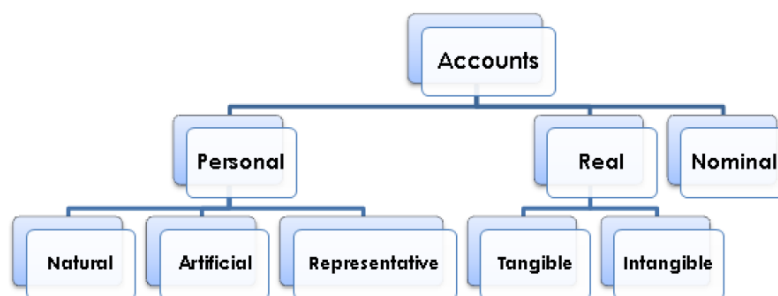 Accounts
Personal
Real
Nominal
Natural
Artificial
Representative
Tangible
Intangible